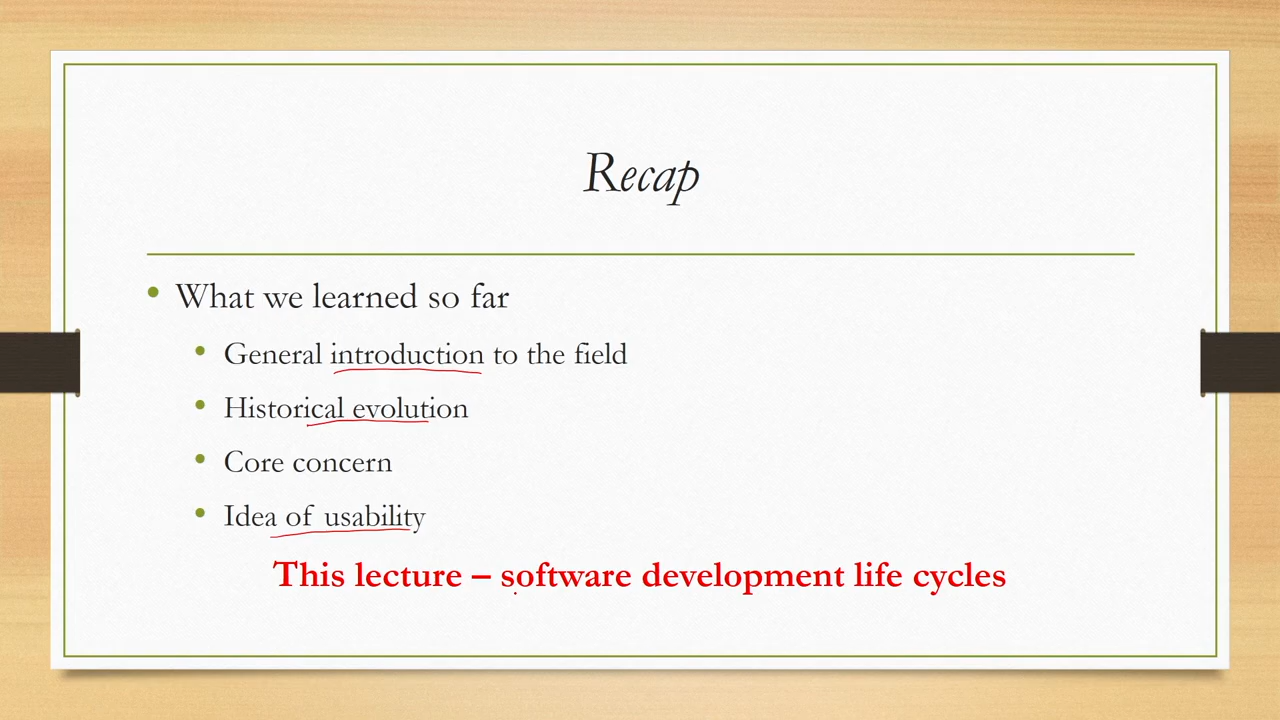 Recap
• What we learned so far
• General introduction to the field
• Historical evolution
• Core concern
• Idea of usability
This lecture – software development life cycles